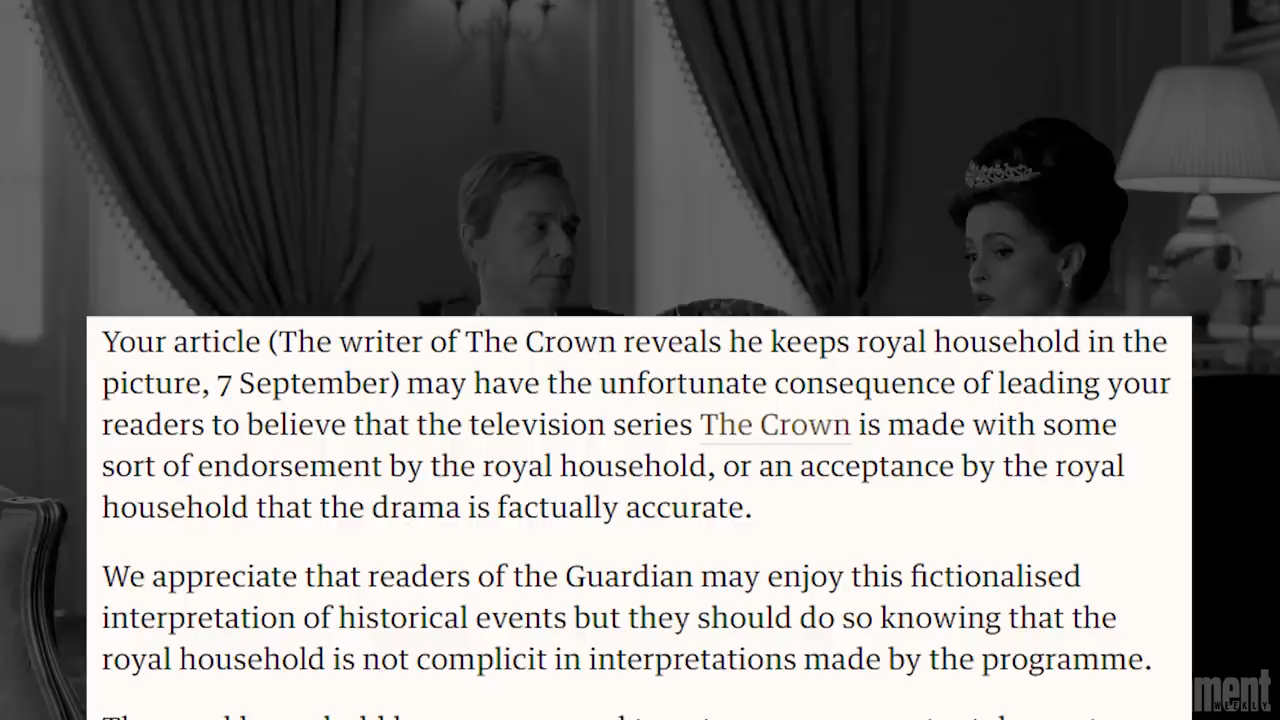 Your article (The writer of The Crown reveals he keeps royal household in the
picture, 7 September) may have the unfortunate consequence of leading your
readers to believe that the television series The Crown is made with some
sort of endorsement by the royal household, or an acceptance by the royal
household that the drama is factually accurate.
We appreciate that readers of the Guardian may enjoy this fictionalised
interpretation of historical events but they should do so knowing that the
royal household is not complicit in interpretations made by the programme.
ment
WEEKLY